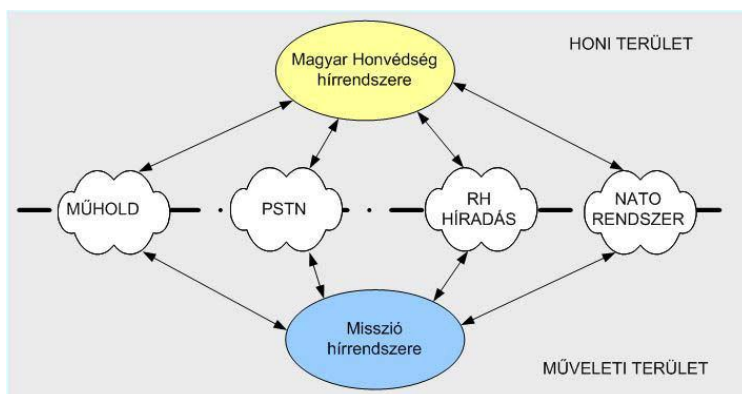 HONI TERÜLET
Magyar Honvédség
hírrendszere
MŰHOLD
PSTN
RH
HÍRADÁS
NATO
RENDSZER
Misszió
hírrendszere
MŰVELETI TERÜLET